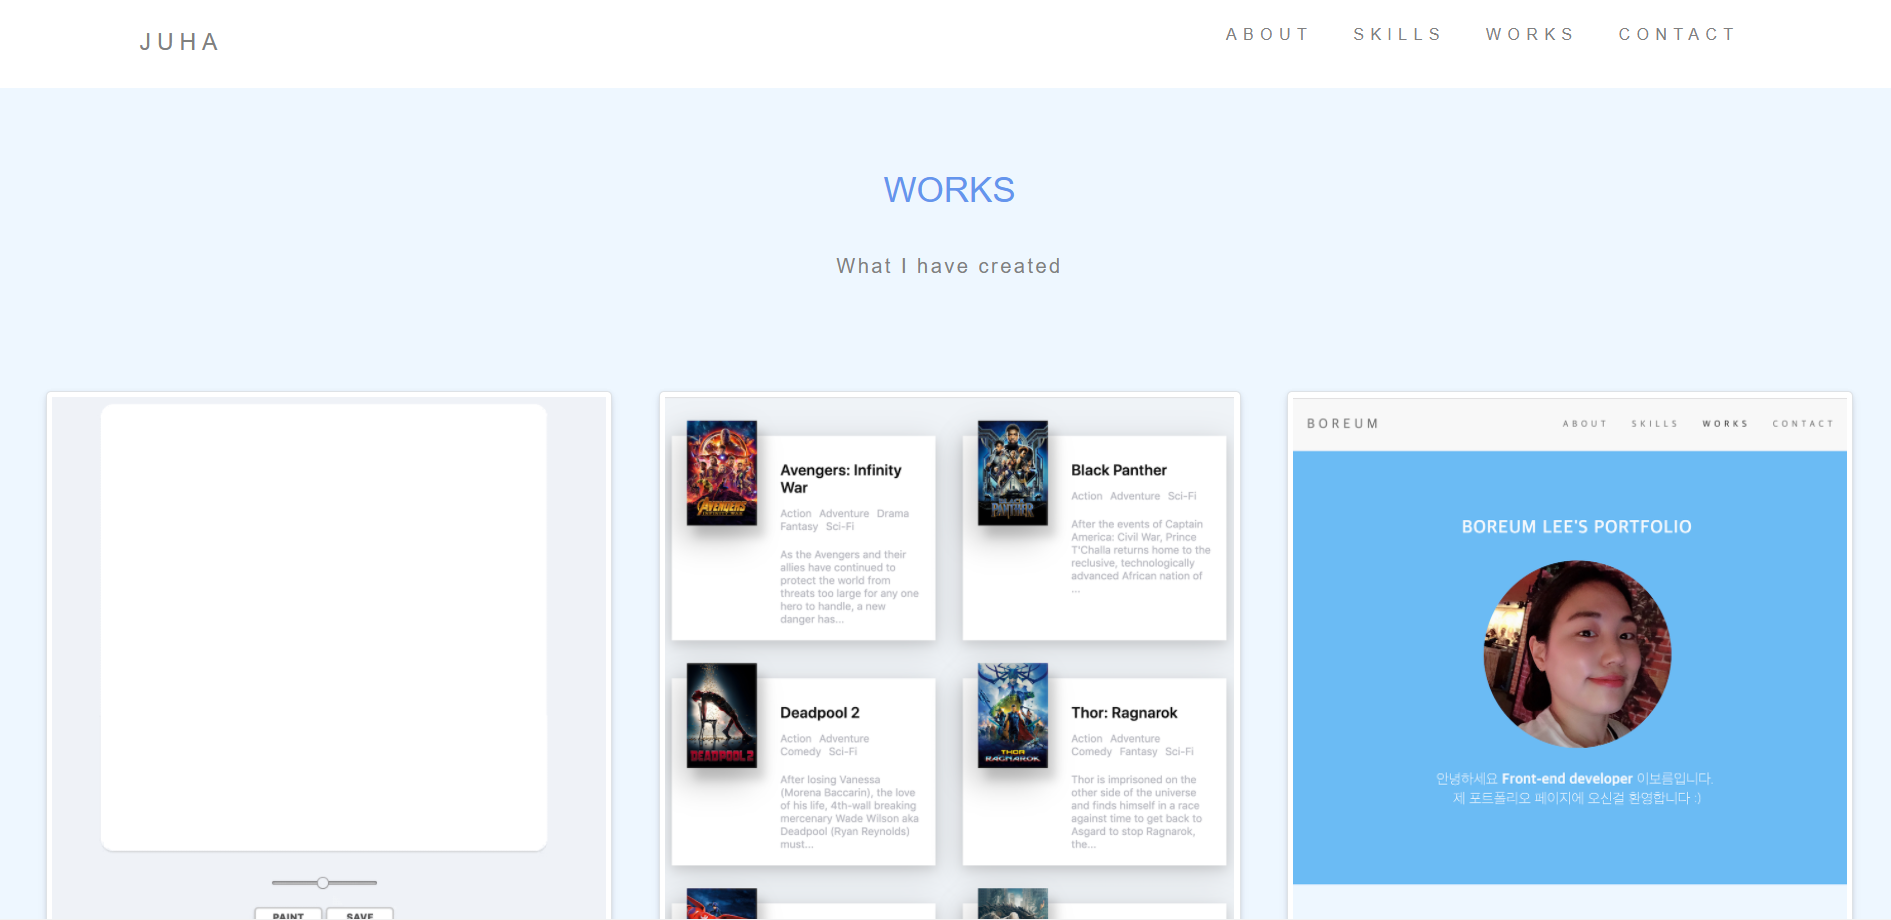 JUHA
ABOUT SKILLS WORKS CONTACT
WORKS
What I have created
PAINT SAVE
AVENGERS
INFINITY WAR
Avengers: Infinity
War
Action Adventure Drama
Fantasy Sci-Fi
As the Avengers and their
allies have continued to
protect the world from
threats too large for any one
hero to handle, a new
danger has...
BLACK
PANTHER
Black Panther
Action Adventure Sci-Fi
After the events of Captain
America: Civil War, Prince
T'Challa returns home to the
reclusive, technologically
advanced African nation of
...
DEADPOOL 2
Deadpool 2
Action Adventure
Comedy Sci-Fi
After losing Vanessa
(Morena Baccarin), the love
of his life, 4th-wall breaking
mercenary Wade Wilson aka
Deadpool (Ryan Reynolds)
must...
THOR
RAGNAROK
Thor: Ragnarok
Action Adventure
Comedy Fantasy Sci-Fi
Thor is imprisoned on the
other side of the universe
and finds himself in a race
against time to get back to
Asgard to stop Ragnarok,
the...
BOREUM
ABOUT SKILLS WORKS CONTACT
BOREUM LEE'S PORTFOLIO
안녕하세요 Front-end developer 이보름입니다.
제 포트폴리오 페이지에 오신걸 환영합니다 :)